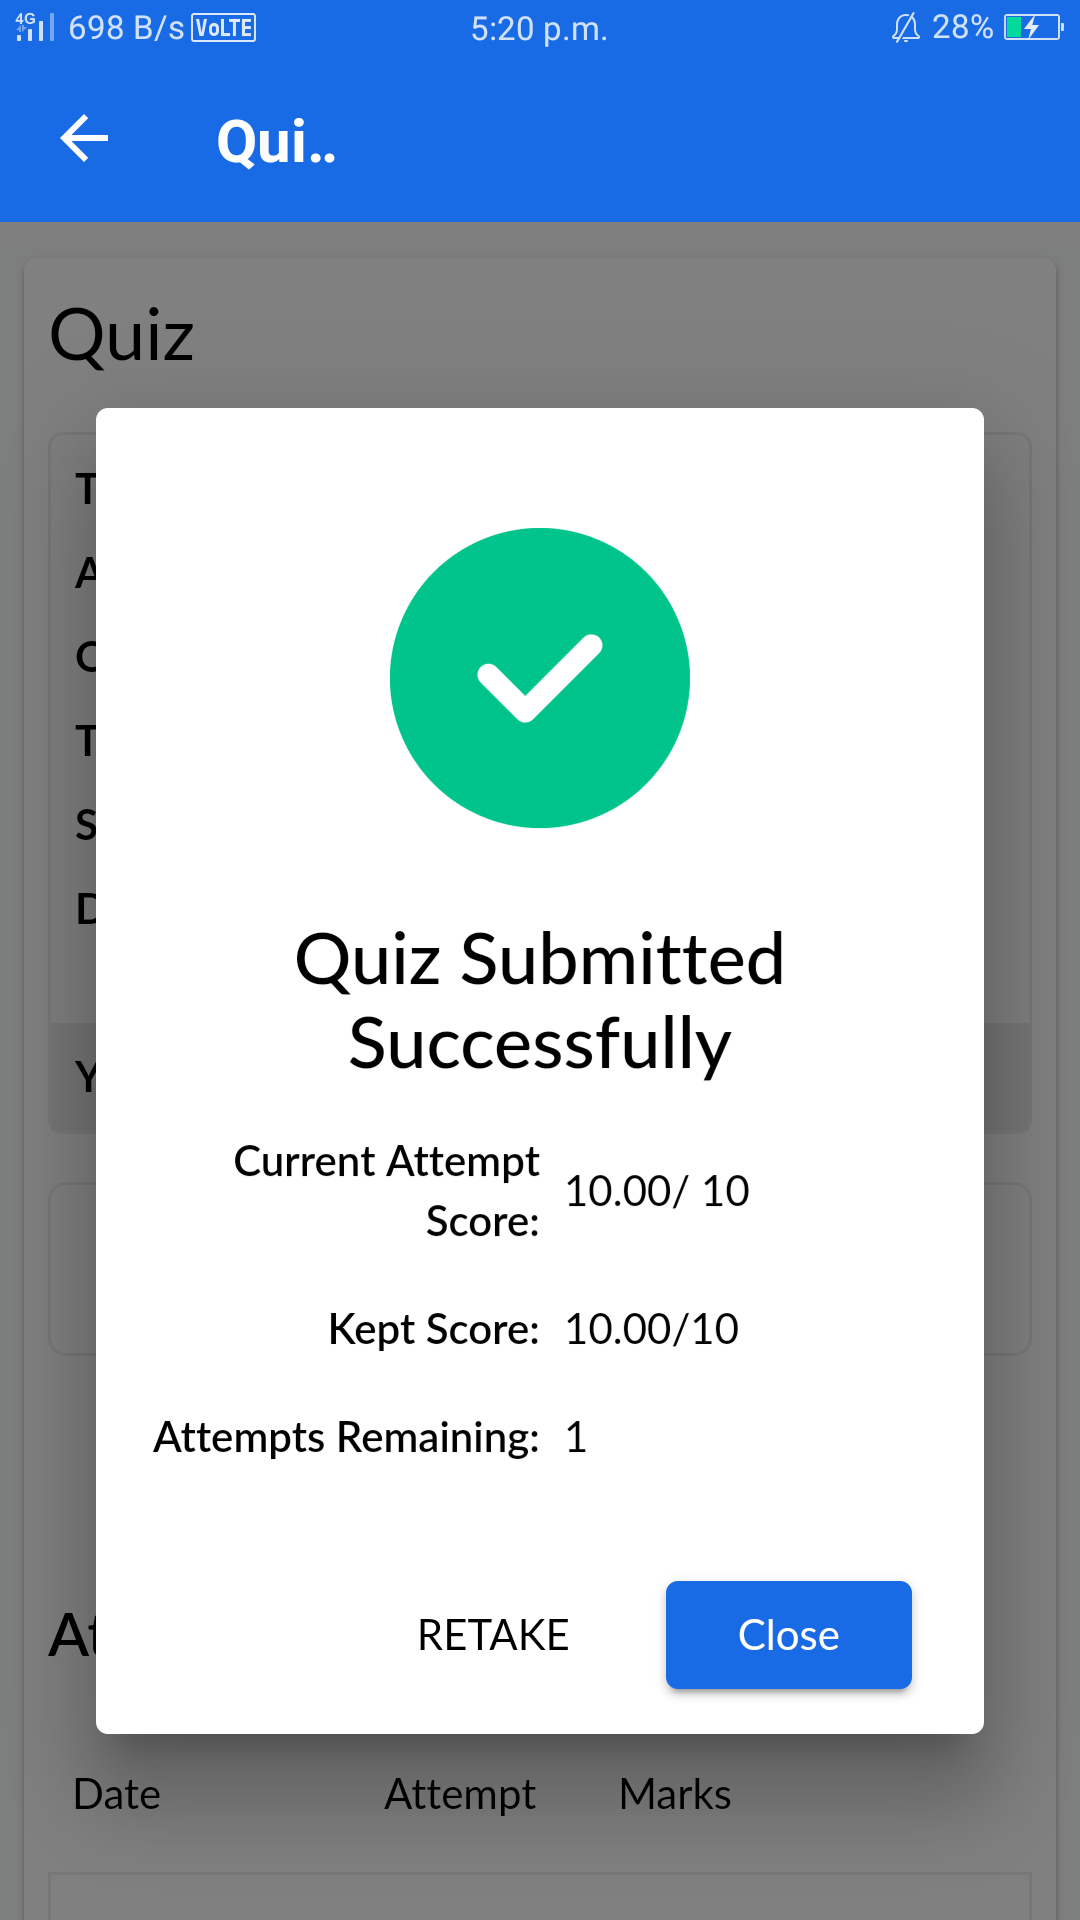 4G 698 B/s VoLTE 5:20 p.m. 28%
Qui..
Quiz
Quiz Submitted
Successfully
Current Attempt
Score: 10.00/ 10
Kept Score: 10.00/10
Attempts Remaining: 1
RETAKE Close
Date Attempt Marks